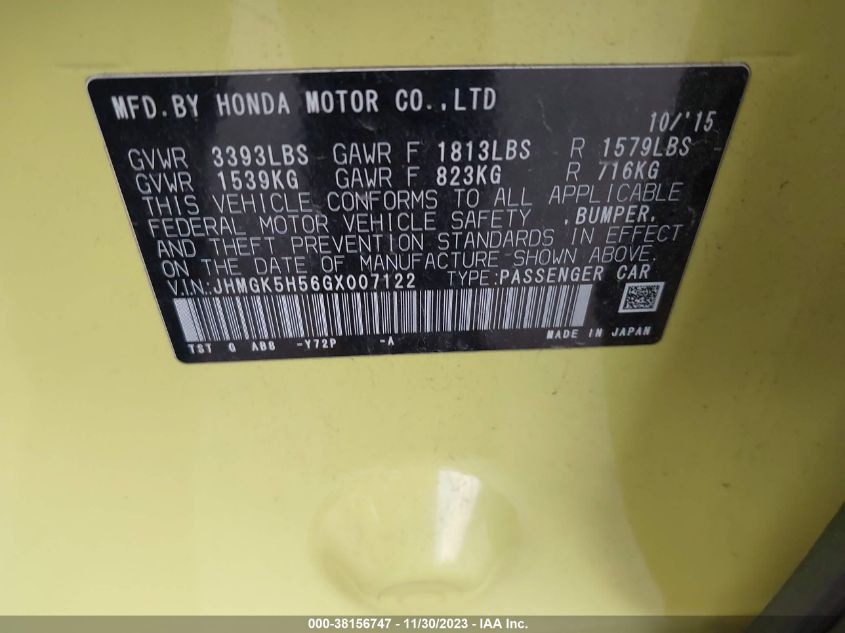 MFD.BY HONDA MOTOR CO.,LTD
10/'15
GVWR 3393LBS GAWR F 1813LBS R 1579LBS
GVWR 1539KG GAWR F 823KG R 716KG
THIS VEHICLE CONFORMS TO ALL APPLICABLE
FEDERAL MOTOR VEHICLE SAFETY ,BUMPER,
AND THEFT PREVENTION STANDARDS IN EFFECT
ON THE DATE OF MANUFACTURE SHOWN ABOVE.
V.IN:JHMGK5H56GX007122 TYPE:PASSENGER CAR
MADE IN JAPAN
TST G ABS -Y72P -A
000-38156747 - 11/30/2023 - IAA Inc.